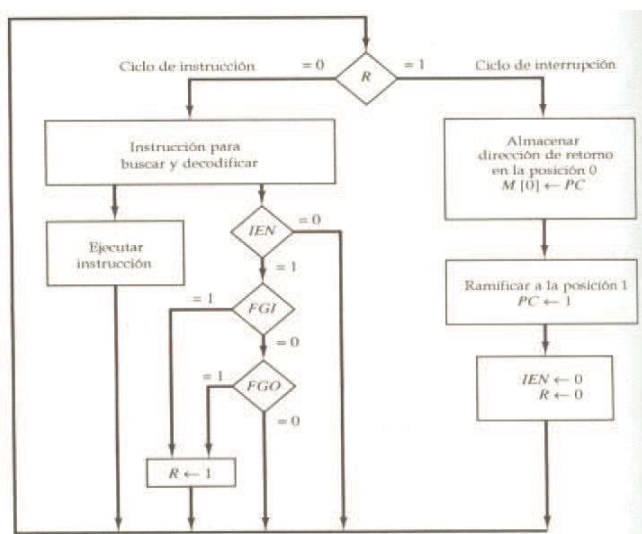 Ciclo de instrucción
= 0
R
= 1
Ciclo de interrupción
Instrucción para
buscar y decodificar
Almacenar
dirección de retorno
en la posición 0
M [0] ← PC
Ejecutar
instrucción
IEN
= 0
= 1
Ramificar a la posición 1
PC ← 1
= 1
FGI
= 0
= 1
FGO
= 0
IEN ← 0
R ← 0
R ← 1